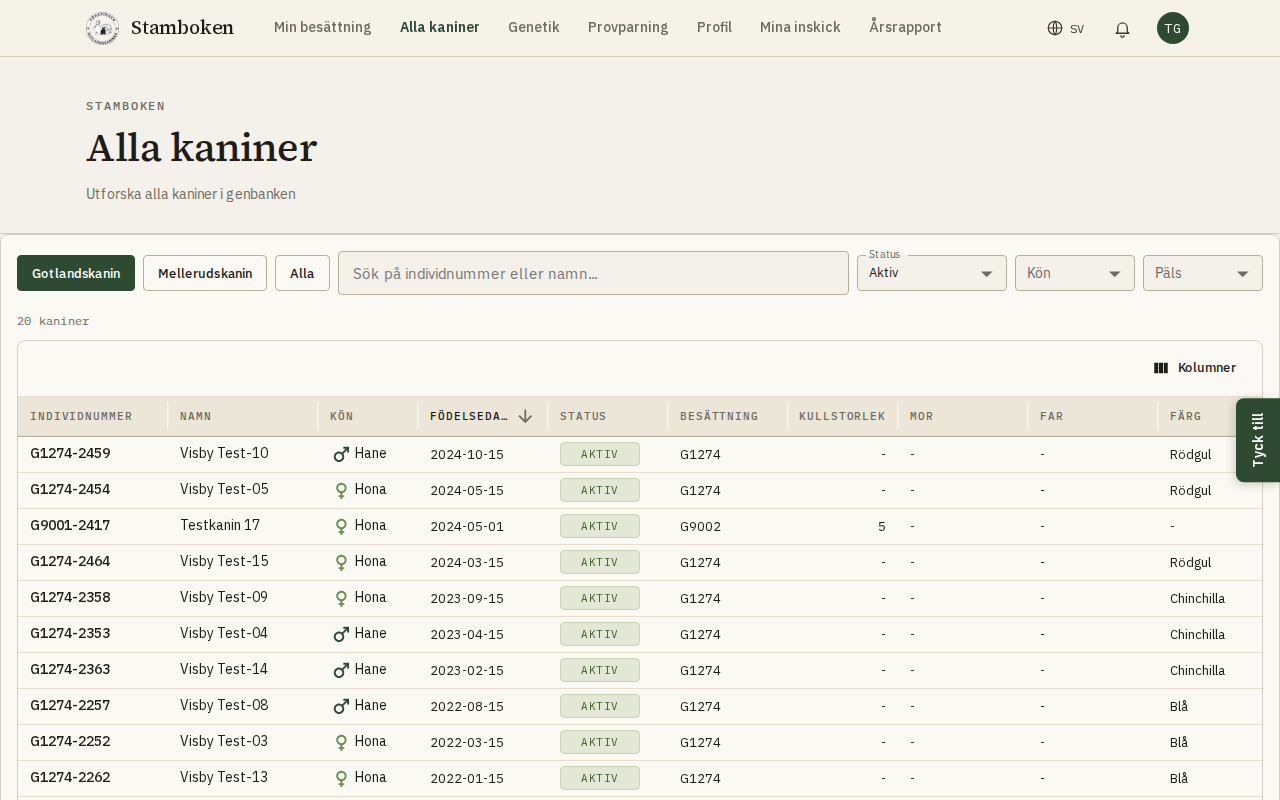 Stamboken
Min besättning
Alla kaniner
Genetik
Provparning
Profil
Mina inskick
Årsrapport
SV
TG
STAMBOKEN
Alla kaniner
Utforska alla kaniner i genbanken
Gotlandskanin
Mellerudskanin
Alla
Sök på individnummer eller namn...
Status
Aktiv
Kön
Päls
20 kaniner
Kolumner
INDIVIDNUMMER NAMN KÖN FÖDELSEDA… STATUS BESÄTTNING KULLSTORLEK MOR FAR FÄRG
G1274-2459 Visby Test-10 Hane 2024-10-15 AKTIV G1274 - - - Rödgul
G1274-2454 Visby Test-05 Hona 2024-05-15 AKTIV G1274 - - - Rödgul
G9001-2417 Testkanin 17 Hona 2024-05-01 AKTIV G9002 5 - - -
G1274-2464 Visby Test-15 Hona 2024-03-15 AKTIV G1274 - - - Rödgul
G1274-2358 Visby Test-09 Hona 2023-09-15 AKTIV G1274 - - - Chinchilla
G1274-2353 Visby Test-04 Hane 2023-04-15 AKTIV G1274 - - - Chinchilla
G1274-2363 Visby Test-14 Hane 2023-02-15 AKTIV G1274 - - - Chinchilla
G1274-2257 Visby Test-08 Hane 2022-08-15 AKTIV G1274 - - - Blå
G1274-2252 Visby Test-03 Hona 2022-03-15 AKTIV G1274 - - - Blå
G1274-2262 Visby Test-13 Hona 2022-01-15 AKTIV G1274 - - - Blå
Tyck till